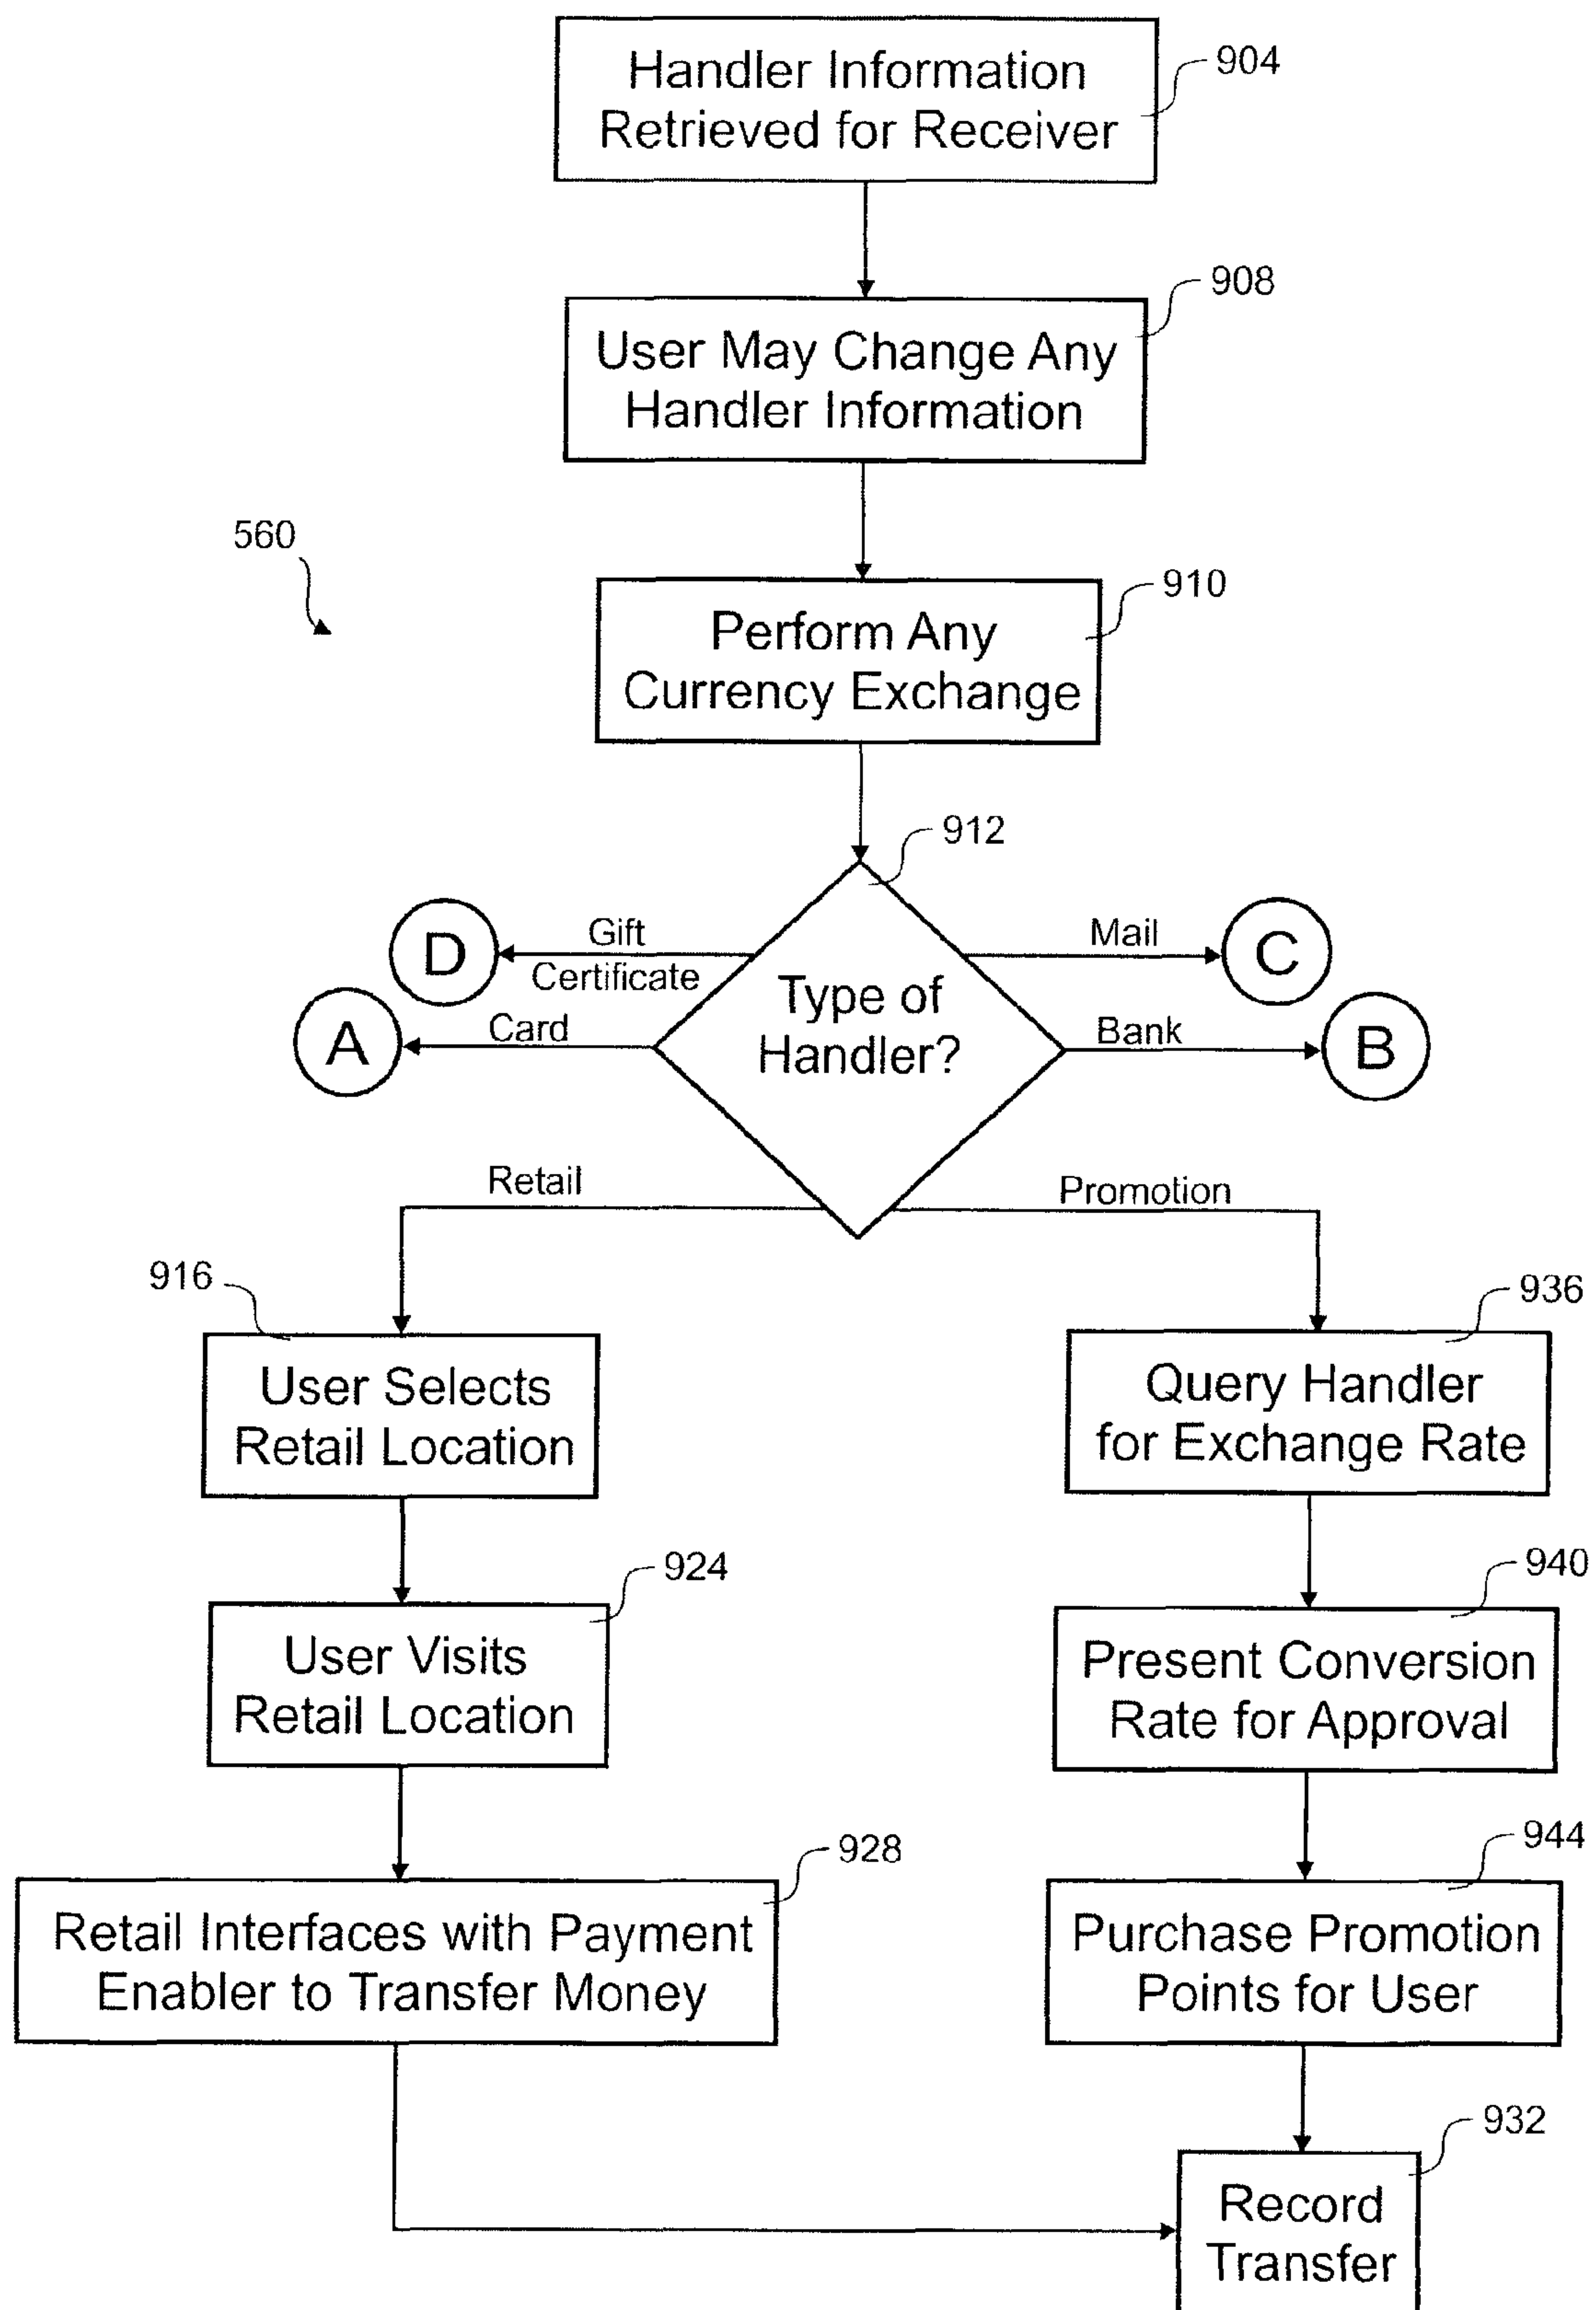 904
Handler Information
Retrieved for Receiver
908
User May Change Any
Handler Information
560
910
Perform Any
Currency Exchange
912
D
Gift
Certificate
Mail
C
Type of
Handler?
A
Card
Bank
B
Retail
Promotion
916
User Selects
Retail Location
936
Query Handler
for Exchange Rate
924
User Visits
Retail Location
940
Present Conversion
Rate for Approval
928
Retail Interfaces with Payment
Enabler to Transfer Money
944
Purchase Promotion
Points for User
932
Record
Transfer